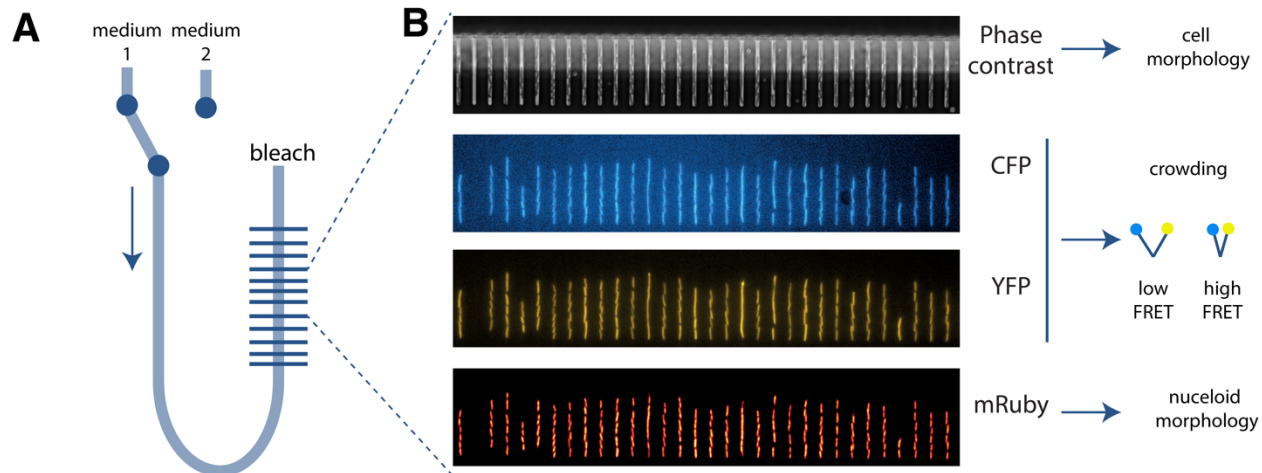 A
medium
1
medium
2
bleach
B
Phase
contrast
cell
morphology
CFP
YFP
crowding
low
FRET
high
FRET
mRuby
nuceloid
morphology